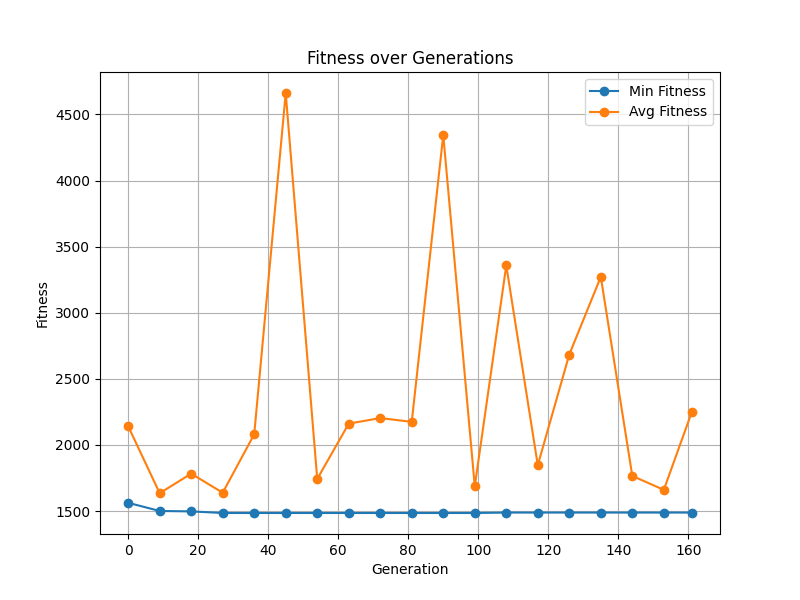 Fitness over Generations
Min Fitness
Avg Fitness
4500
4000
3500
3000
2500
2000
1500
Fitness
0 20 40 60 80 100 120 140 160
Generation